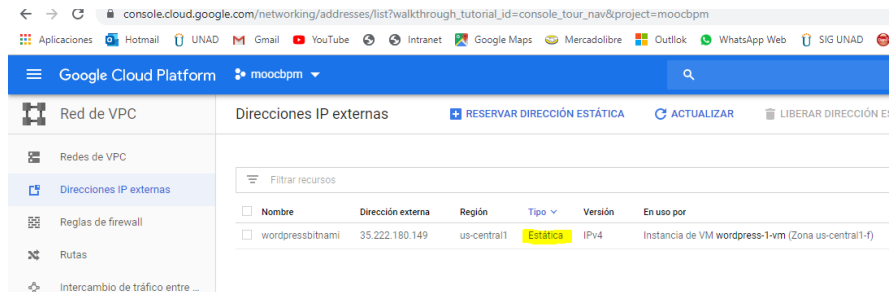 console.cloud.google.com/networking/addresses/list?walkthrough_tutorial_id=console_tour_nav&project=moocbpm
Aplicaciones Hotmail UNAD Gmail YouTube Intranet Google Maps Mercadolibre Outllok WhatsApp Web SIG UNAD
Google Cloud Platform moocbpm
Red de VPC
Direcciones IP externas RESERVAR DIRECCIÓN ESTÁTICA ACTUALIZAR LIBERAR DIRECCIÓN ES
Redes de VPC
Direcciones IP externas
Reglas de firewall
Rutas
Intercambio de tráfico entre ...
Filtrar recursos
Nombre Dirección externa Región Tipo Versión En uso por
wordpressbitnami 35.222.180.149 us-central1 Estática IPv4 Instancia de VM wordpress-1-vm (Zona us-central1-f)